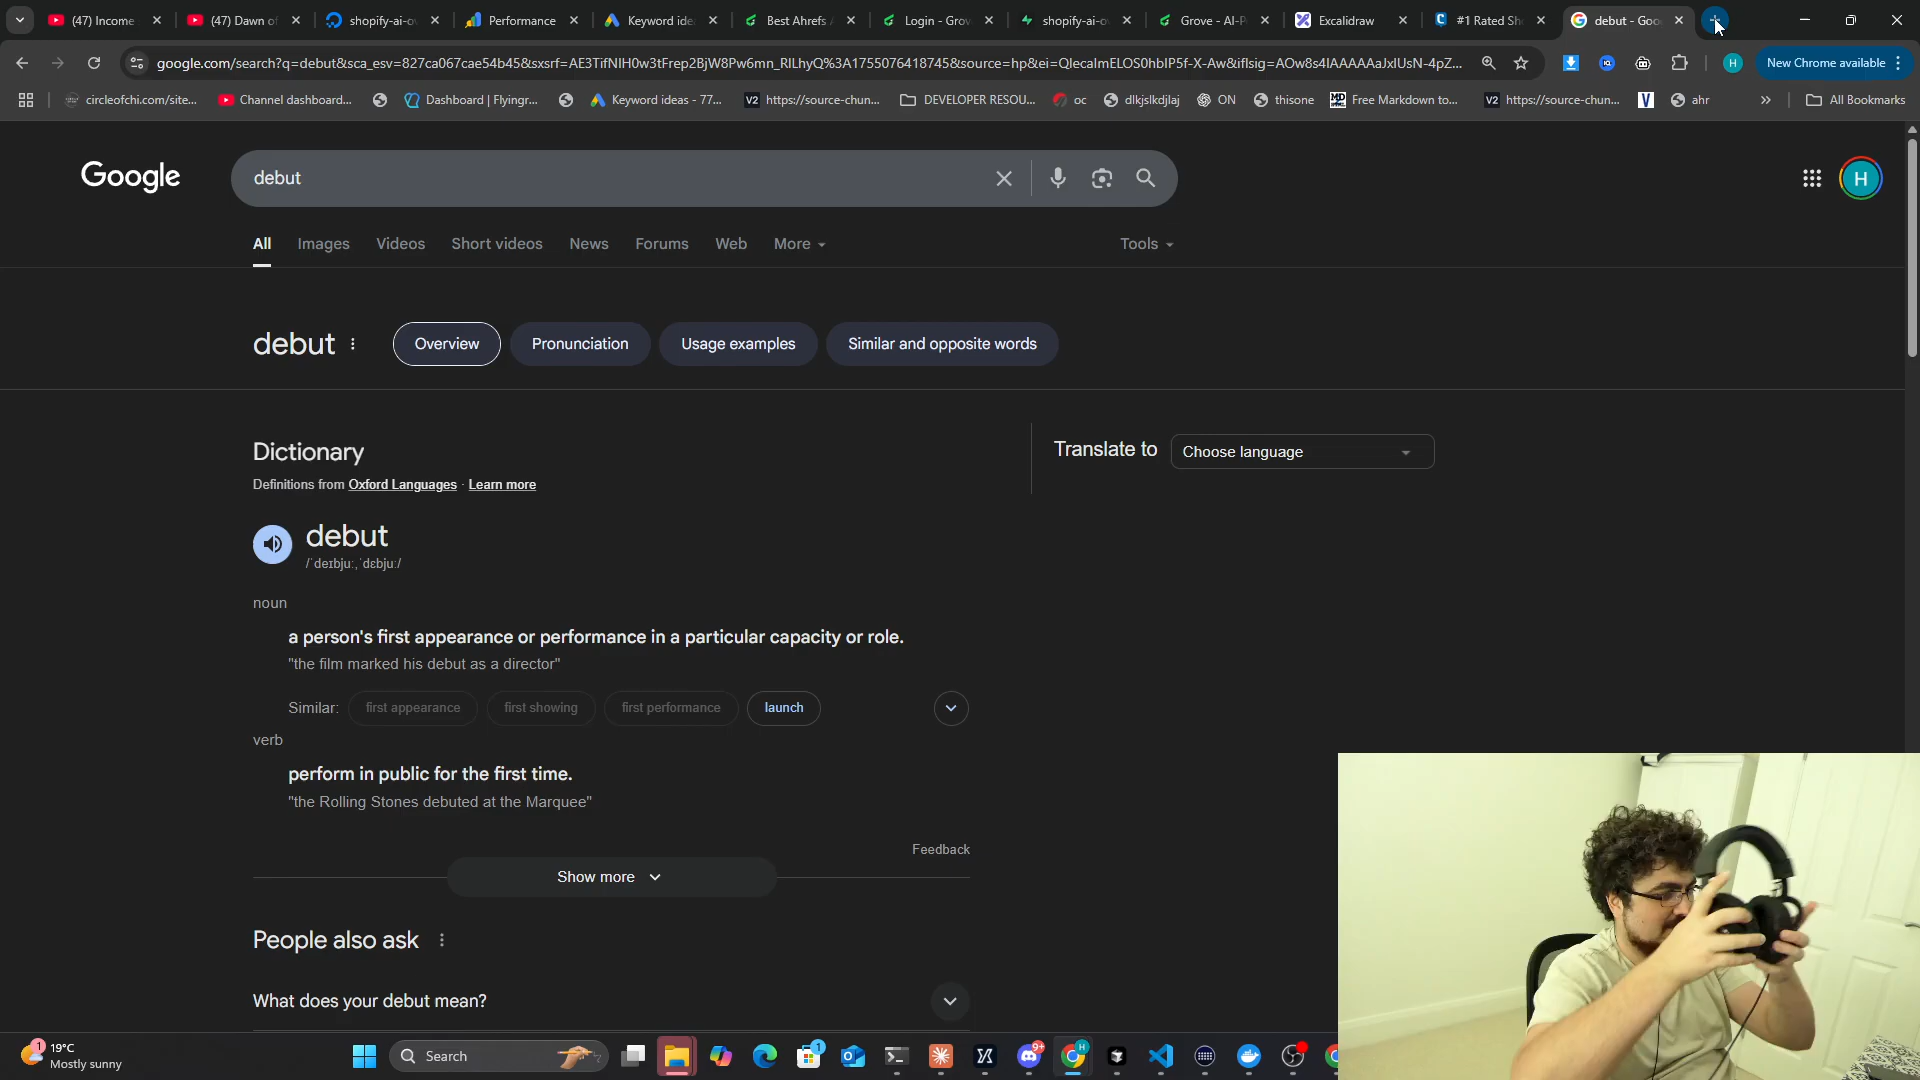 (47) Income
(47) Dawn of
shopify-ai-o
Performance
Keyword ide
Best Ahrefs
Login - Grov
shopify-ai-o
Grove - AI-P
Excalidraw
#1 Rated Sh
debut - Goo
google.com/search?q=debut&sca_esv=827ca067cae54b45&sxsrf=AE3TifNIH0w3tFrep2BjW8Pw6mn_RILhyQ%3A1755076418745&source=hp&ei=QlecaImELOS0hbIP5f-X-Aw&iflsig=AOw8s4IAAAAAaJxlUsN-4pZ...
H
New Chrome available
circleofchi.com/site...
Channel dashboard...
Dashboard | Flyingr...
Keyword ideas - 77...
V2 https://source-chun...
DEVELOPER RESOU...
oc
dlkjslkdjlaj
ON
thisone
Free Markdown to...
V2 https://source-chun...
V
ahr
All Bookmarks
Google
debut
H
All
Images
Videos
Short videos
News
Forums
Web
More
Tools
debut
Overview
Pronunciation
Usage examples
Similar and opposite words
Dictionary
Definitions from Oxford Languages · Learn more
Translate to
Choose language
debut
/ˈdeɪbjuː,ˈdɛbjuː/
noun
a person's first appearance or performance in a particular capacity or role.
"the film marked his debut as a director"
Similar:
first appearance
first showing
first performance
launch
verb
perform in public for the first time.
"the Rolling Stones debuted at the Marquee"
Feedback
Show more
People also ask
What does your debut mean?
1
19°C
Mostly sunny
Search
1
9+
H